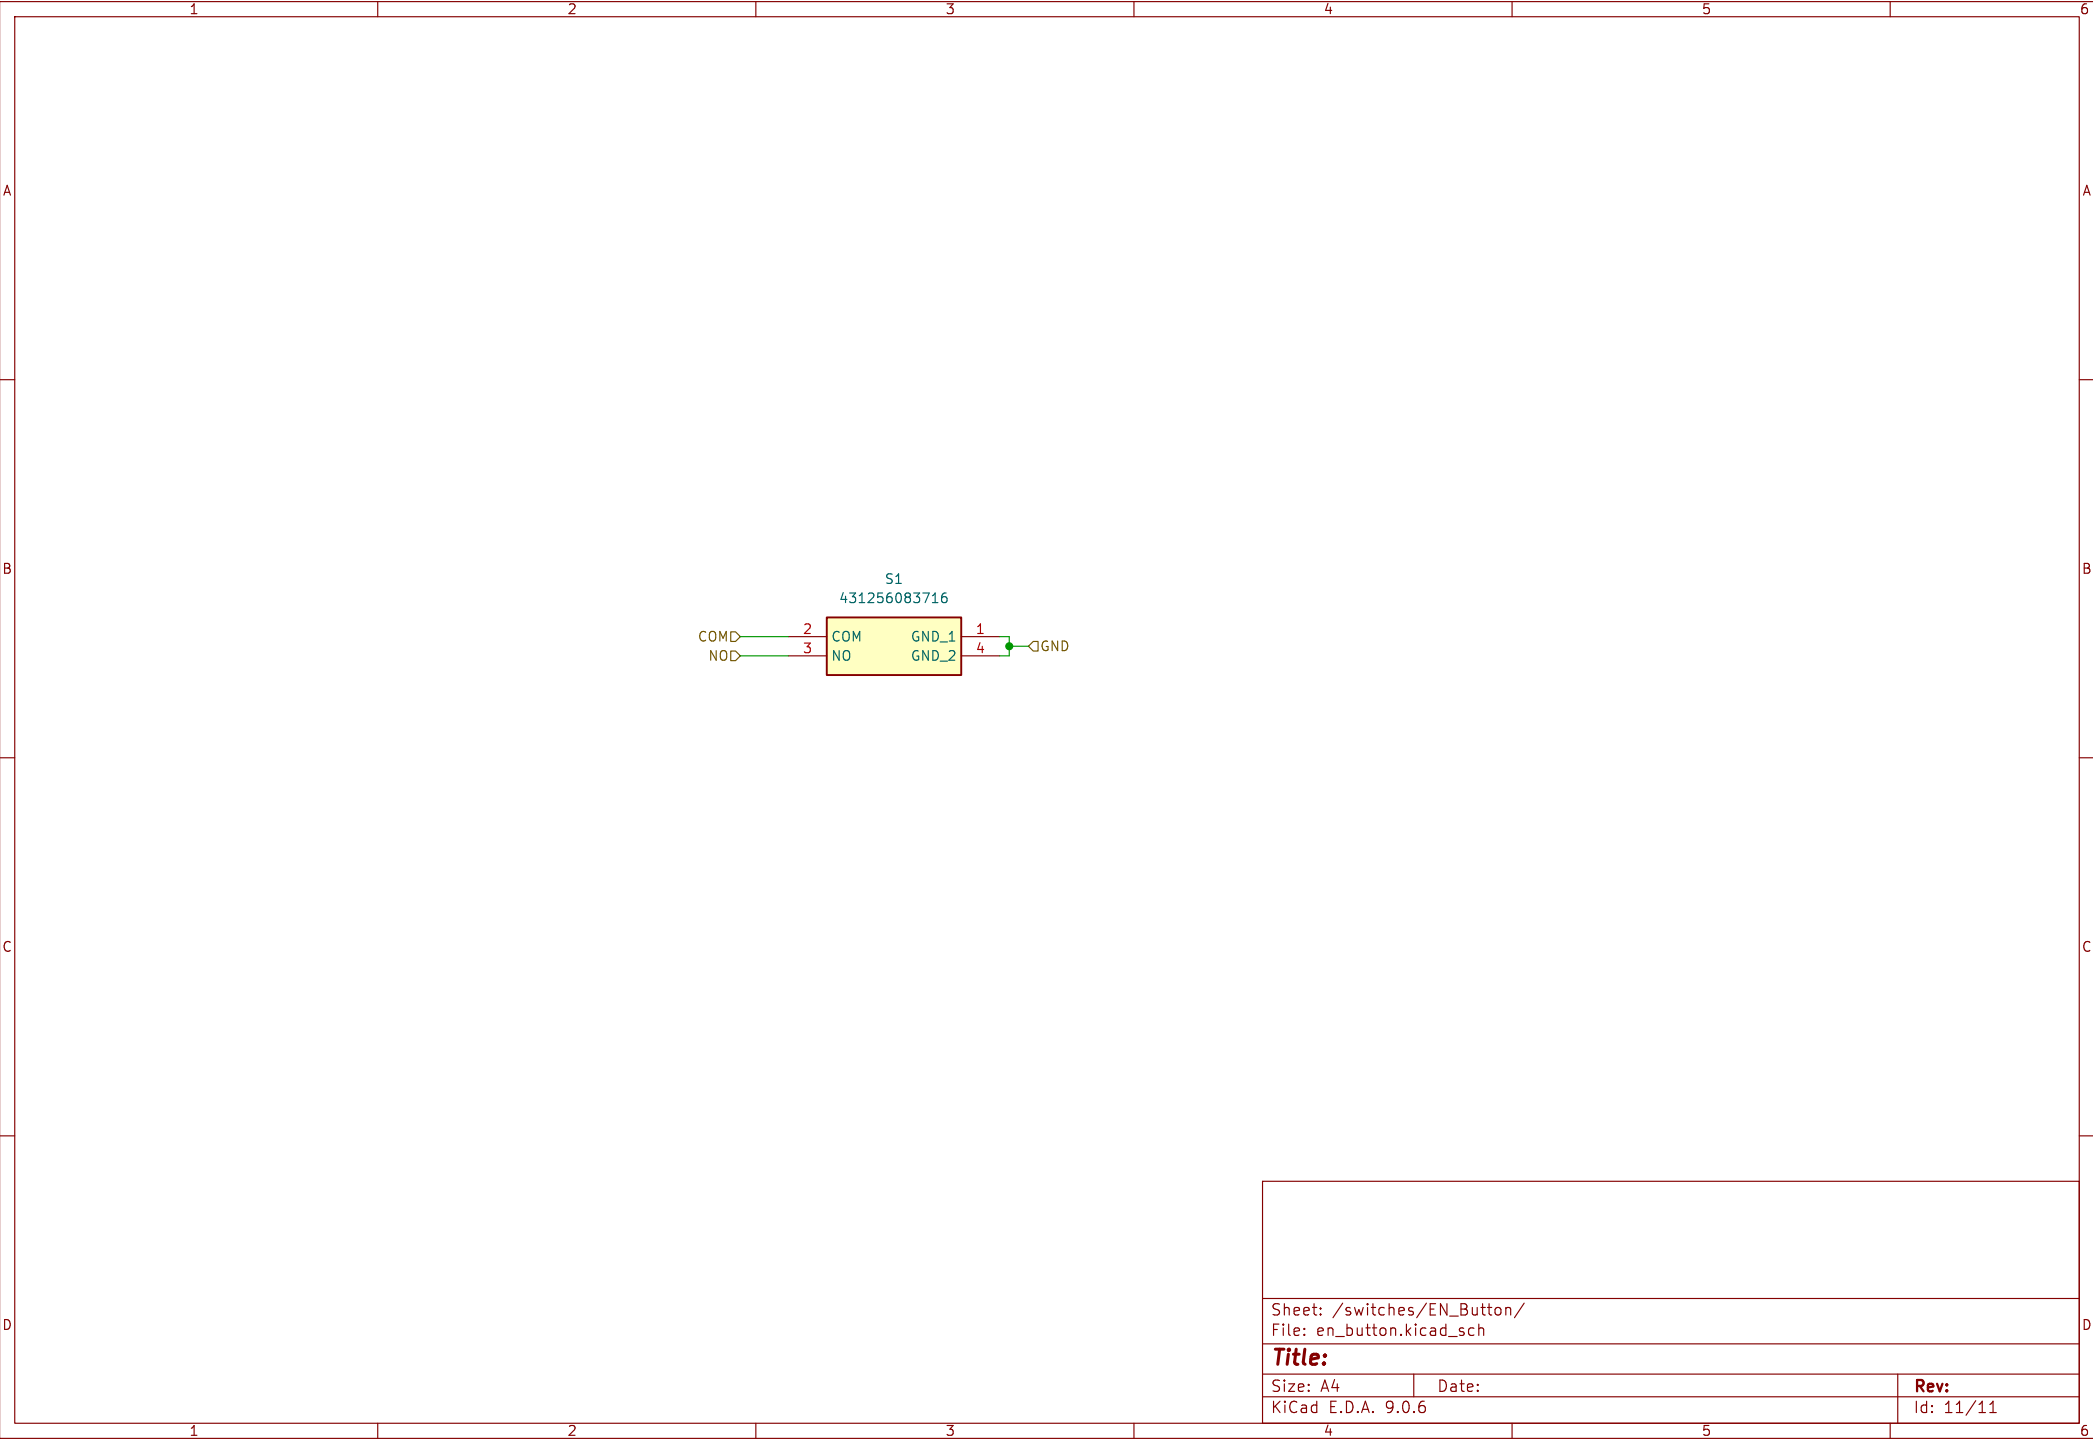 1 2 3 4 5 6
A A
B B
S1
431256083716
COM 2 COM GND_1 1
GND
NO 3 NO GND_2 4
C C
Sheet: /switches/EN_Button/
File: en_button.kicad_sch
D D
Title:
Size: A4 Date: Rev:
KiCad E.D.A. 9.0.6 Id: 11/11
1 2 3 4 5 6